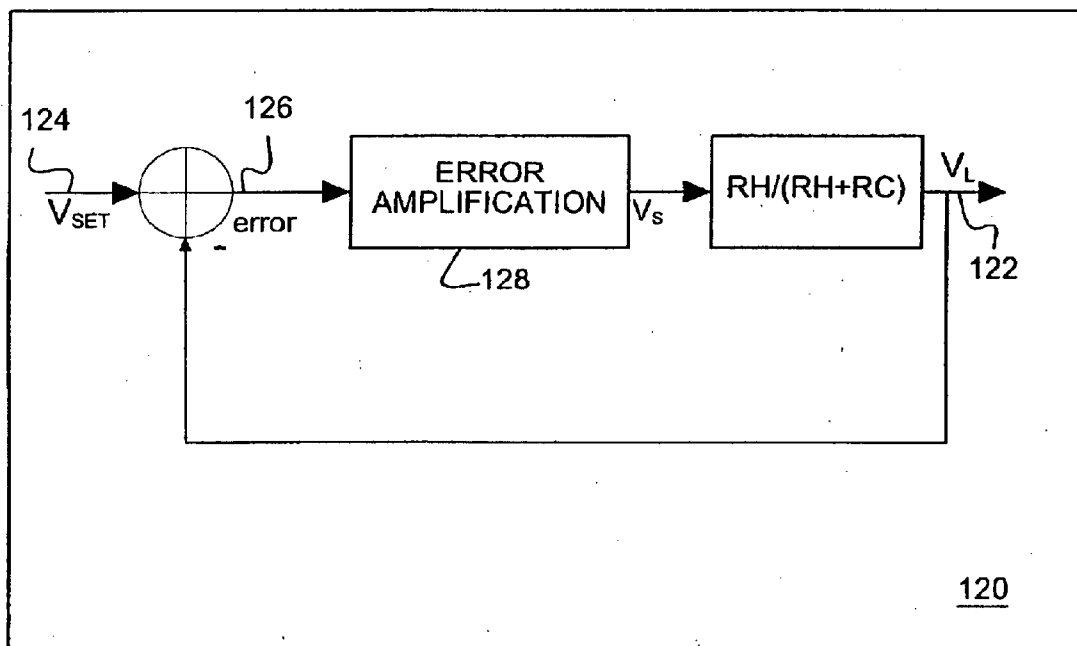 124
126
V_SET
error
-
ERROR
AMPLIFICATION
128
V_S
RH/(RH+RC)
V_L
122
120